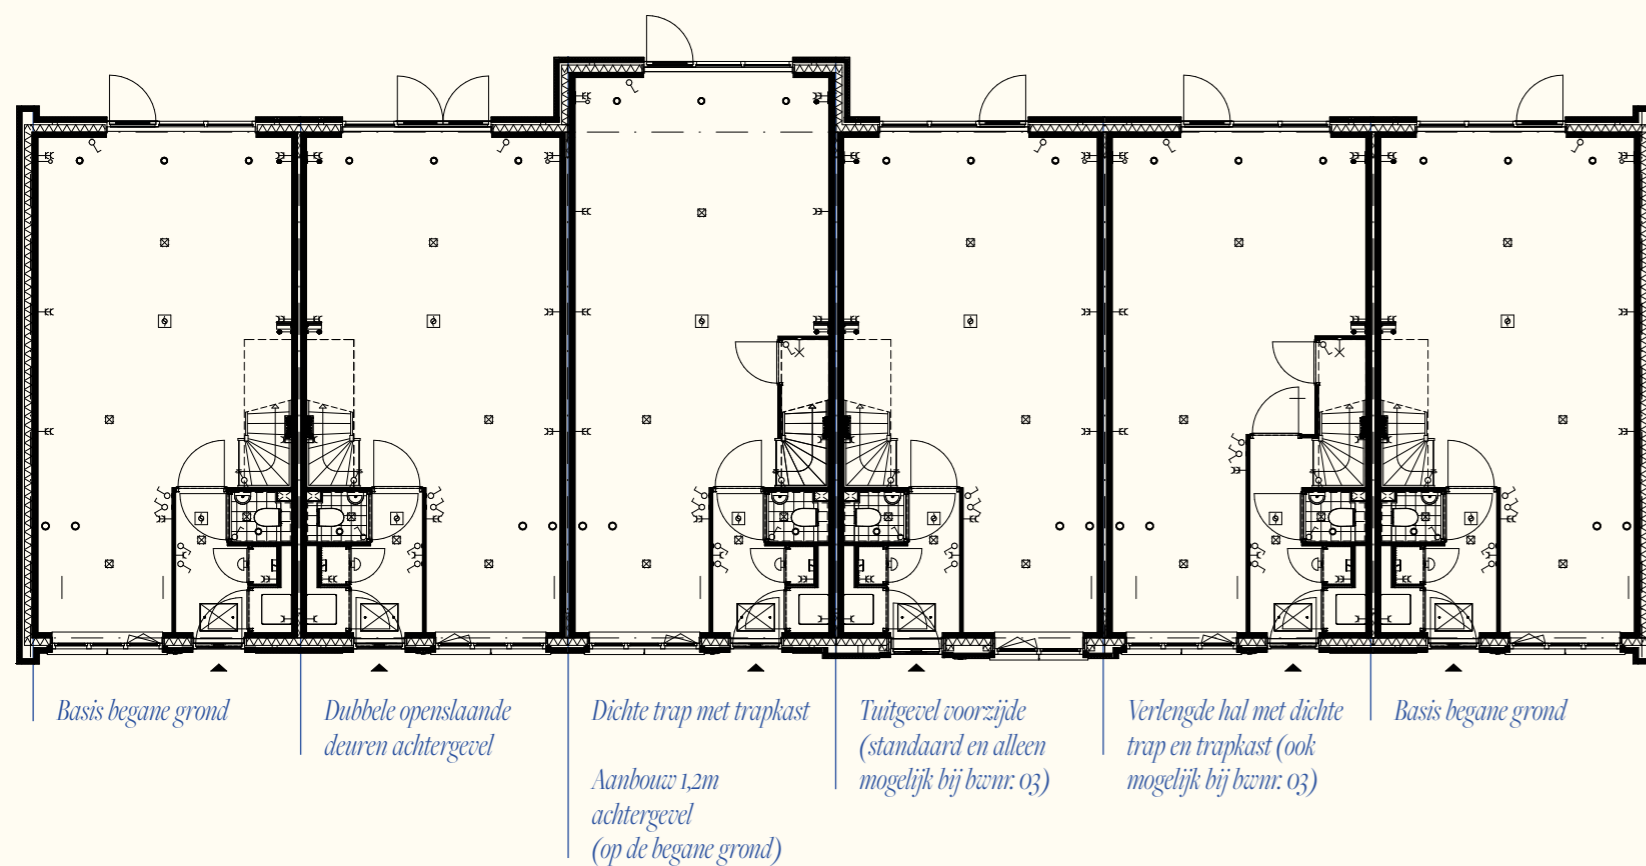 Basis begane grond
Dubbele openslaande
deuren achtergevel
Dichte trap met trapkast
Aanbouw 1,2m
achtergevel
(op de begane grond)
Tuitgevel voorzijde
(standaard en alleen
mogelijk bij bwnr. 03)
Verlengde hal met dichte
trap en trapkast (ook
mogelijk bij bwnr. 03)
Basis begane grond